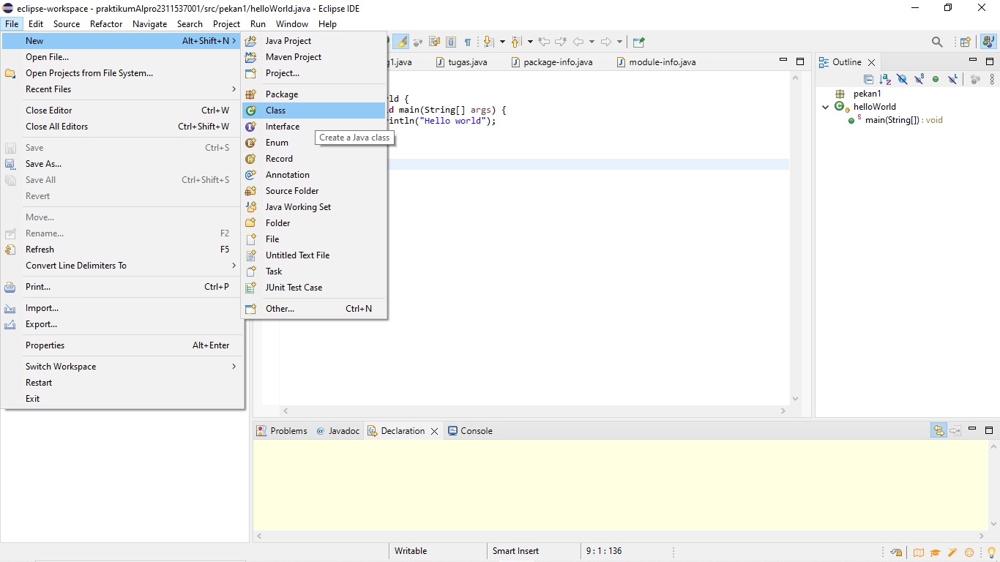 eclipse-workspace - praktikumAlpro2311537001/src/pekan1/helloWorld.java - Eclipse IDE
File Edit Source Refactor Navigate Search Project Run Window Help
New Alt+Shift+N
Open File...
Open Projects from File System...
Recent Files
Close Editor Ctrl+W
Close All Editors Ctrl+Shift+W
Save Ctrl+S
Save As...
Save All Ctrl+Shift+S
Revert
Move...
Rename... F2
Refresh F5
Convert Line Delimiters To
Print... Ctrl+P
Import...
Export...
Properties Alt+Enter
Switch Workspace
Restart
Exit
Java Project
Maven Project
Project...
Package
Class
Interface
Enum
Record
Annotation
Source Folder
Java Working Set
Folder
File
Untitled Text File
Task
JUnit Test Case
Other... Ctrl+N
Create a Java class
1.java tugas.java package-info.java module-info.java
ld {
d main(String[] args) {
intln("Hello world");
Outline
pekan1
helloWorld
main(String[]) : void
Problems Javadoc Declaration Console
Writable Smart Insert 9 : 1 : 136